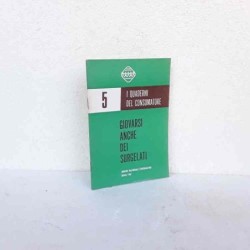 5
I QUADERNI
DEL CONSUMATORE
GIOVARSI
ANCHE
DEI
SURGELATI